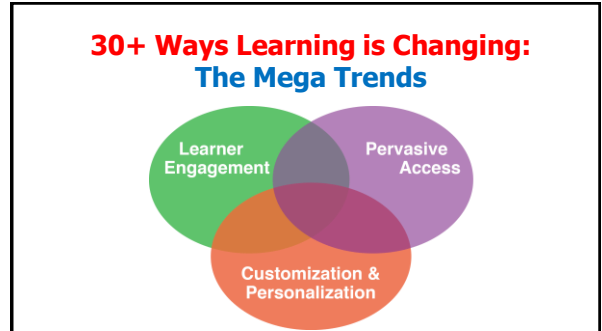 30+ Ways Learning is Changing:
The Mega Trends
Learner
Engagement
Pervasive
Access
Customization &
Personalization